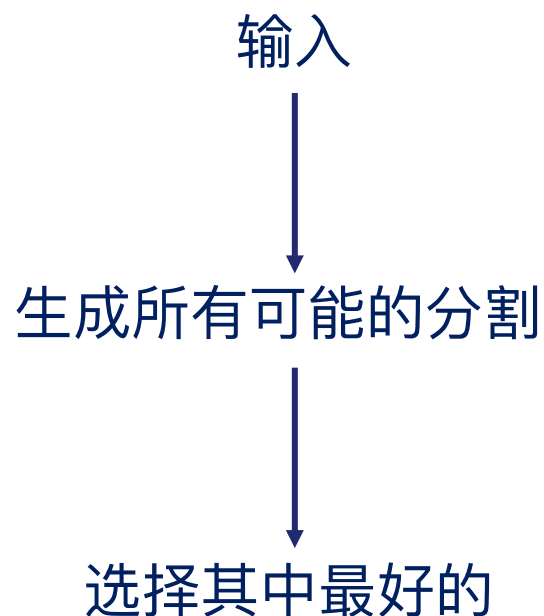 输入
生成所有可能的分割
选择其中最好的